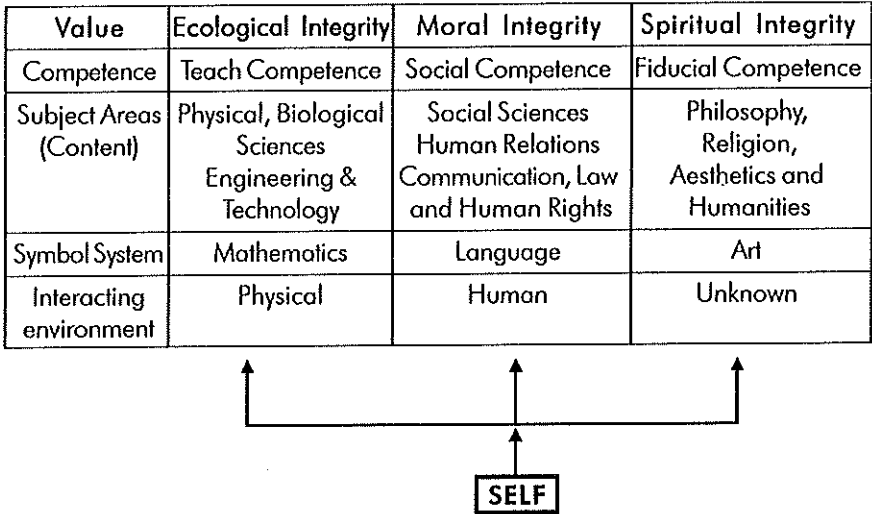 Value Ecological Integrity Moral Integrity Spiritual Integrity
Competence Teach Competence Social Competence Fiducial Competence
Subject Areas
(Content)
Physical, Biological
Sciences
Engineering &
Technology
Social Sciences
Human Relations
Communication, Law
and Human Rights
Philosophy,
Religion,
Aesthetics and
Humanities
Symbol System Mathematics Language Art
Interacting
environment
Physical
Human
Unknown
SELF